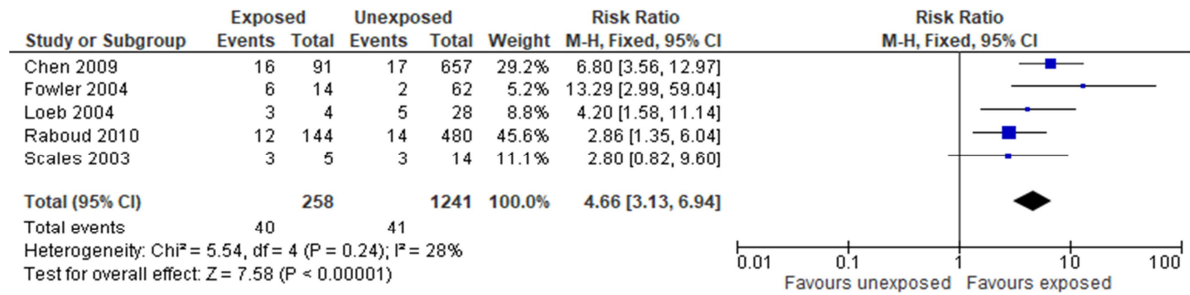 Exposed Unexposed Risk Ratio Risk Ratio
Study or Subgroup Events Total Events Total Weight M-H, Fixed, 95% CI M-H, Fixed, 95% CI
Chen 2009 16 91 17 657 29.2% 6.80 [3.56, 12.97]
Fowler 2004 6 14 2 62 5.2% 13.29 [2.99, 59.04]
Loeb 2004 3 4 5 28 8.8% 4.20 [1.58, 11.14]
Raboud 2010 12 144 14 480 45.6% 2.86 [1.35, 6.04]
Scales 2003 3 5 3 14 11.1% 2.80 [0.82, 9.60]
Total (95% CI) 258 1241 100.0% 4.66 [3.13, 6.94]
Total events 40 41
Heterogeneity: Chi² = 5.54, df = 4 (P = 0.24); I² = 28%
Test for overall effect: Z = 7.58 (P < 0.00001)
0.01 0.1 1 10 100
Favours unexposed Favours exposed